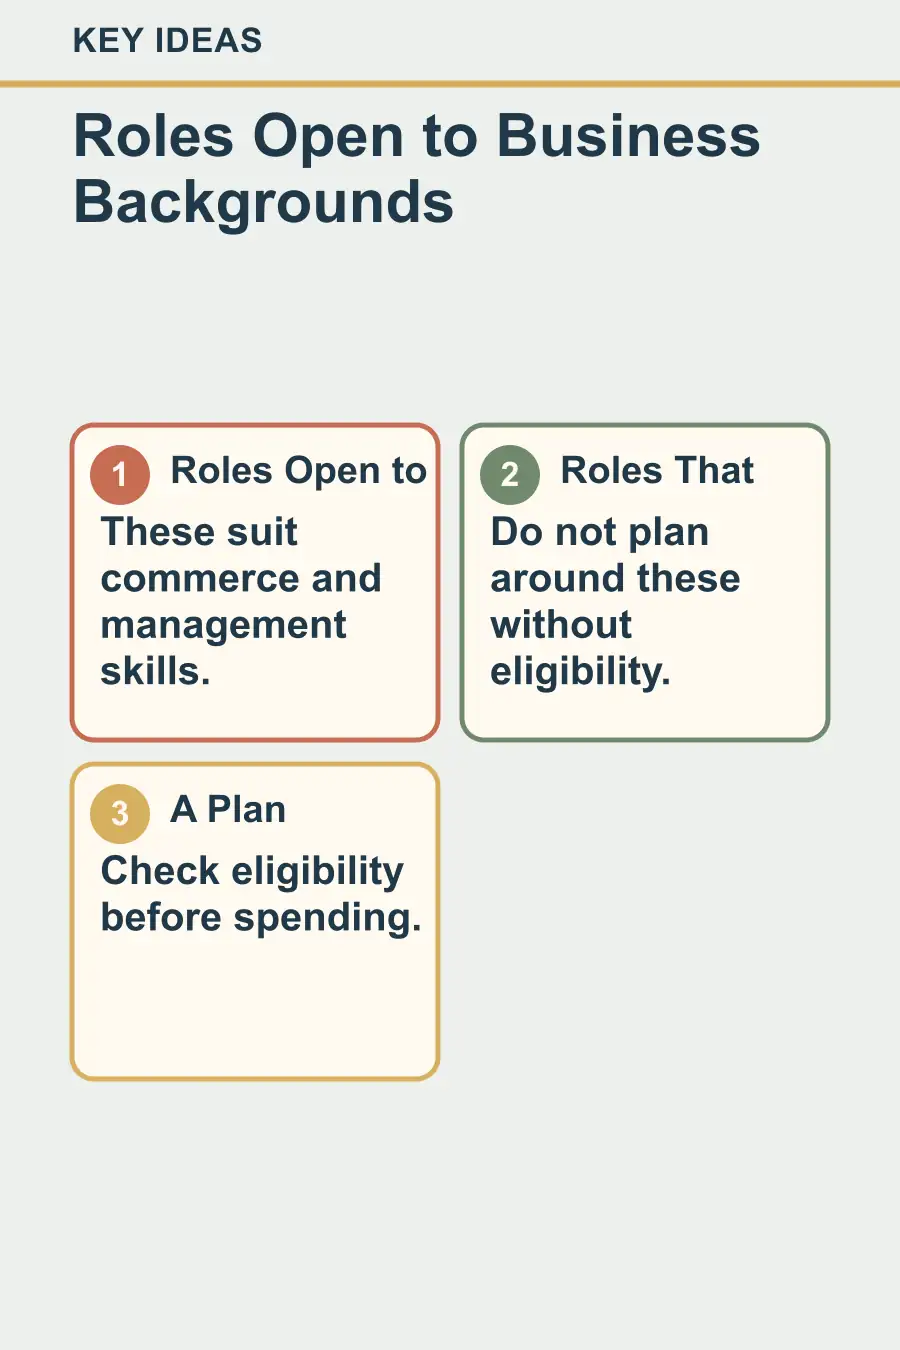 KEY IDEAS
Roles Open to Business
Backgrounds
1 Roles Open to
These suit
commerce and
management
skills.
2 Roles That
Do not plan
around these
without
eligibility.
3 A Plan
Check eligibility
before spending.